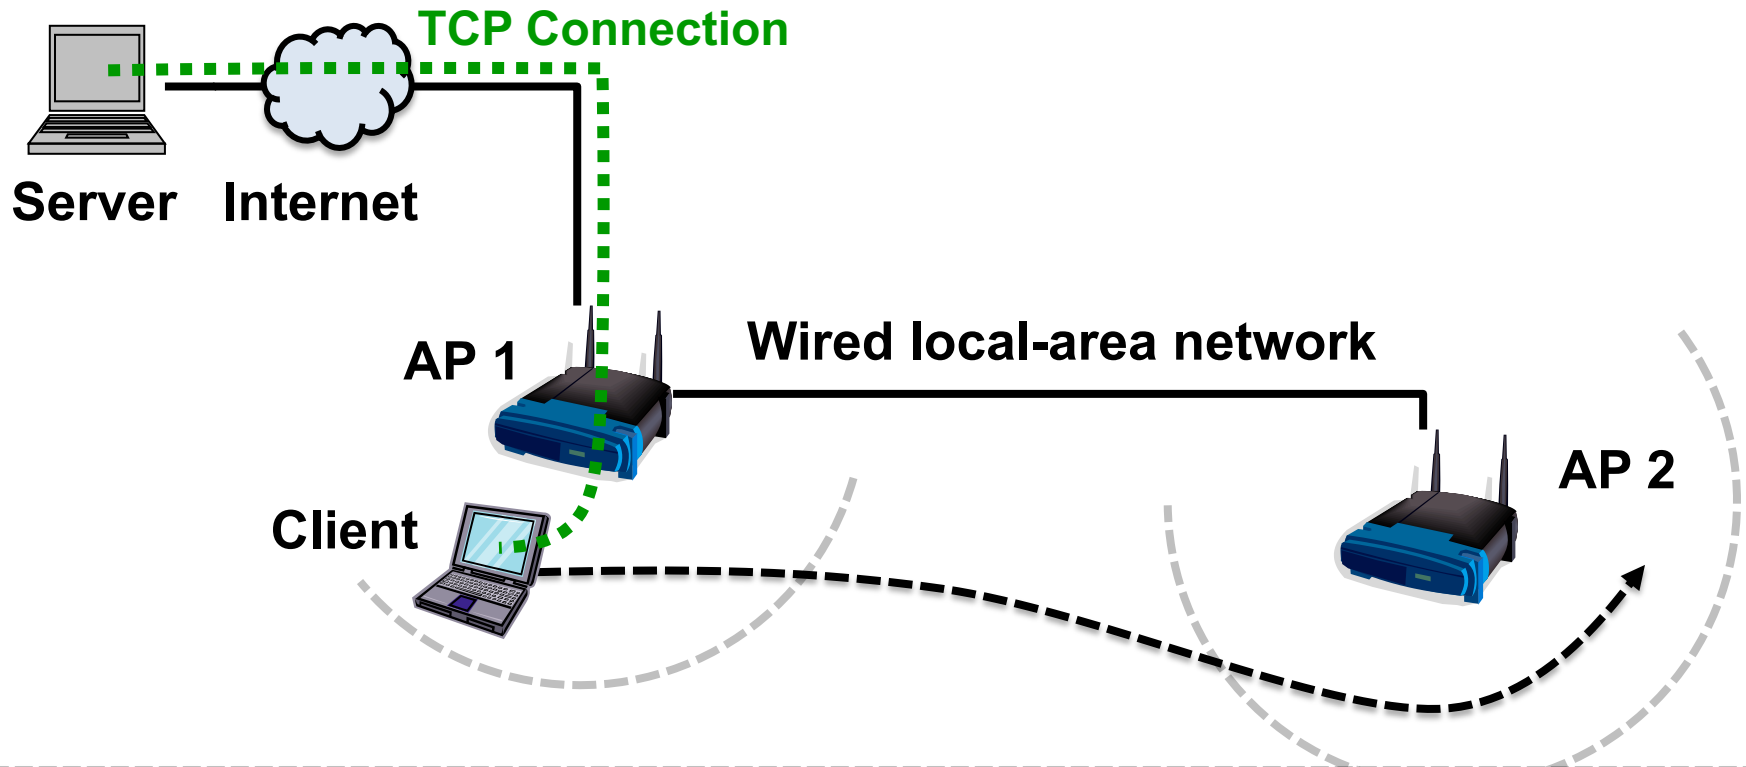 TCP Connection
Server
Internet
AP 1
Wired local-area network
AP 2
Client